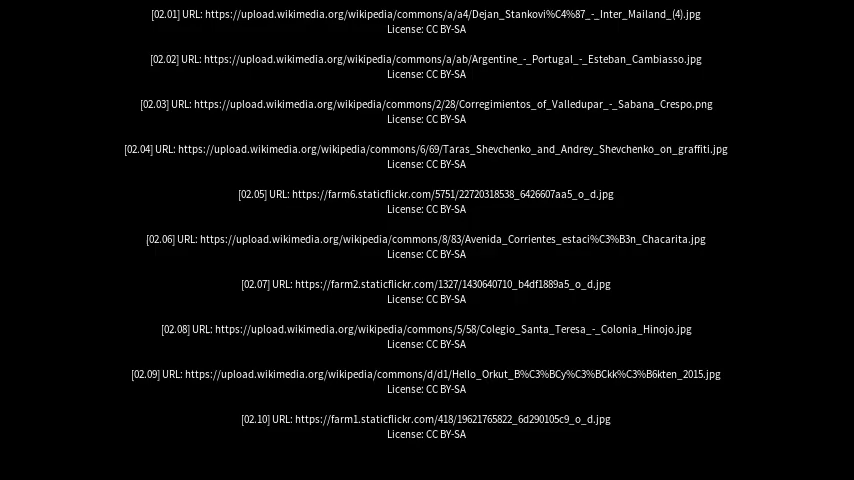 [02.01] URL: https://upload.wikimedia.org/wikipedia/commons/a/a4/Dejan_Stankovi%C4%87_-_Inter_Mailand_(4).jpg
License: CC BY-SA
[02.02] URL: https://upload.wikimedia.org/wikipedia/commons/a/ab/Argentine_-_Portugal_-_Esteban_Cambiasso.jpg
License: CC BY-SA
[02.03] URL: https://upload.wikimedia.org/wikipedia/commons/2/28/Corregimientos_of_Valledupar_-_Sabana_Crespo.png
License: CC BY-SA
[02.04] URL: https://upload.wikimedia.org/wikipedia/commons/6/69/Taras_Shevchenko_and_Andrey_Shevchenko_on_graffiti.jpg
License: CC BY-SA
[02.05] URL: https://farm6.staticflickr.com/5751/22720318538_6426607aa5_o_d.jpg
License: CC BY-SA
[02.06] URL: https://upload.wikimedia.org/wikipedia/commons/8/83/Avenida_Corrientes_estaci%C3%B3n_Chacarita.jpg
License: CC BY-SA
[02.07] URL: https://farm2.staticflickr.com/1327/1430640710_b4df1889a5_o_d.jpg
License: CC BY-SA
[02.08] URL: https://upload.wikimedia.org/wikipedia/commons/5/58/Colegio_Santa_Teresa_-_Colonia_Hinojo.jpg
License: CC BY-SA
[02.09] URL: https://upload.wikimedia.org/wikipedia/commons/d/d1/Hello_Orkut_B%C3%BCy%C3%BCkk%C3%B6kten_2015.jpg
License: CC BY-SA
[02.10] URL: https://farm1.staticflickr.com/418/19621765822_6d290105c9_o_d.jpg
License: CC BY-SA